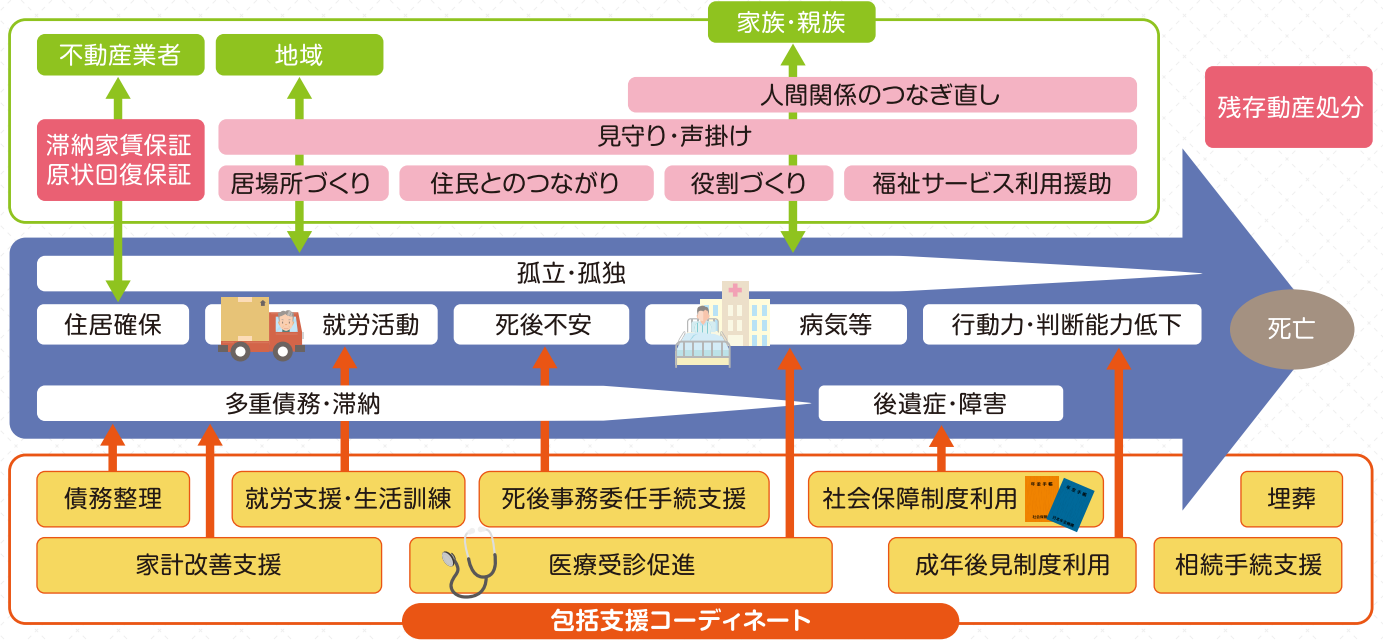 家族・親族
不動産業者
地域
人間関係のつなぎ直し
残存動産処分
滞納家賃保証
原状回復保証
見守り・声掛け
居場所づくり
住民とのつながり
役割づくり
福祉サービス利用援助
孤立・孤独
住居確保
就労活動
死後不安
病気等
行動力・判断能力低下
死亡
多重債務・滞納
後遺症・障害
債務整理
就労支援・生活訓練
死後事務委任手続支援
社会保障制度利用
埋葬
家計改善支援
医療受診促進
成年後見制度利用
相続手続支援
包括支援コーディネート